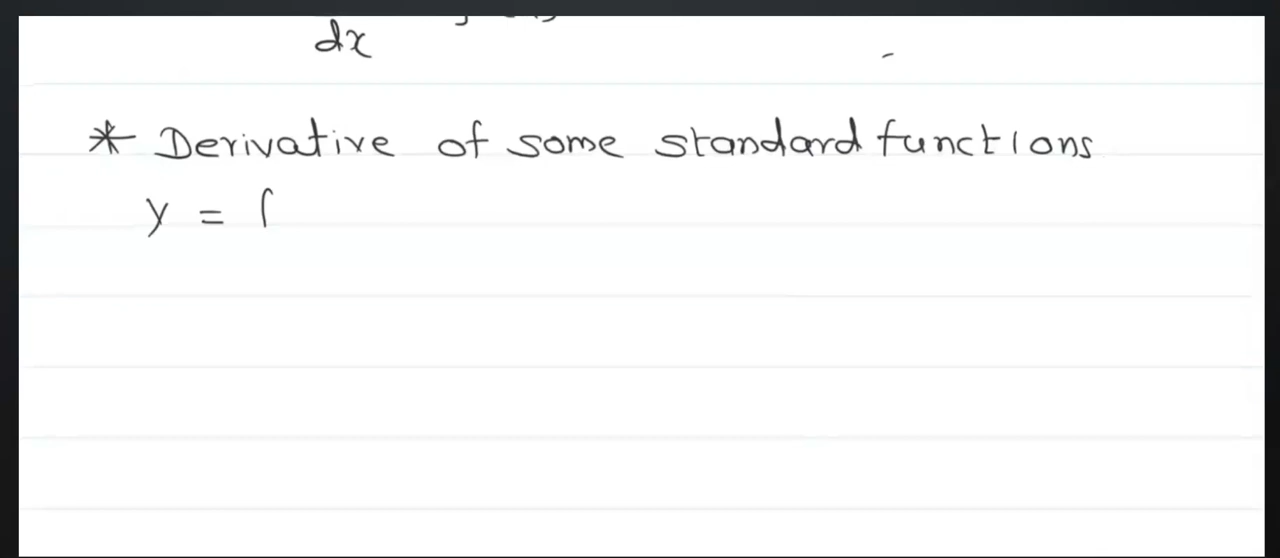 dx
* Derivative of some standard functions
y = (